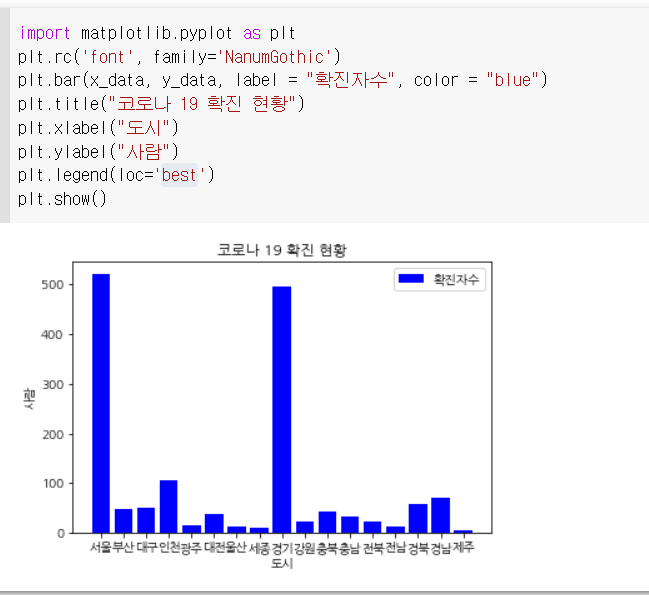 import matplotlib.pyplot as plt
plt.rc('font', family='NanumGothic')
plt.bar(x_data, y_data, label = "확진자수", color = "blue")
plt.title("코로나 19 확진 현황")
plt.xlabel("도시")
plt.ylabel("사람")
plt.legend(loc='best')
plt.show()
코로나 19 확진 현황
확진자수
500
400
300
200
100
0
사람
서울 부산 대구 인천 광주 대전 울산 세종 경기 강원 충북 충남 전북 전남 경북 경남 제주
도시